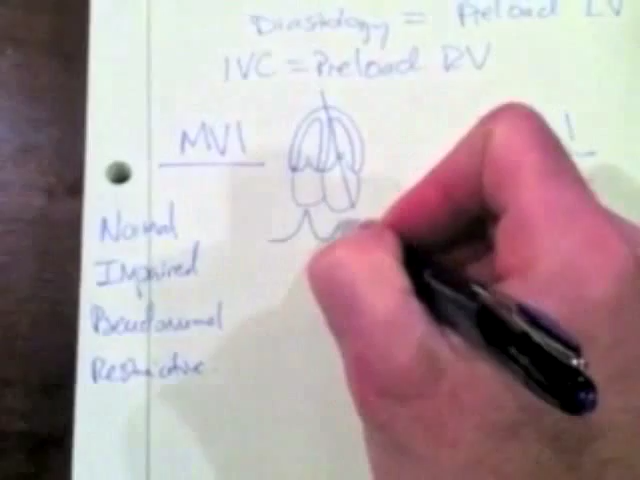 Diastology = Preload LV
IVC = Preload RV
MVI
Normal
Impaired
Pseudonormal
Restrictive